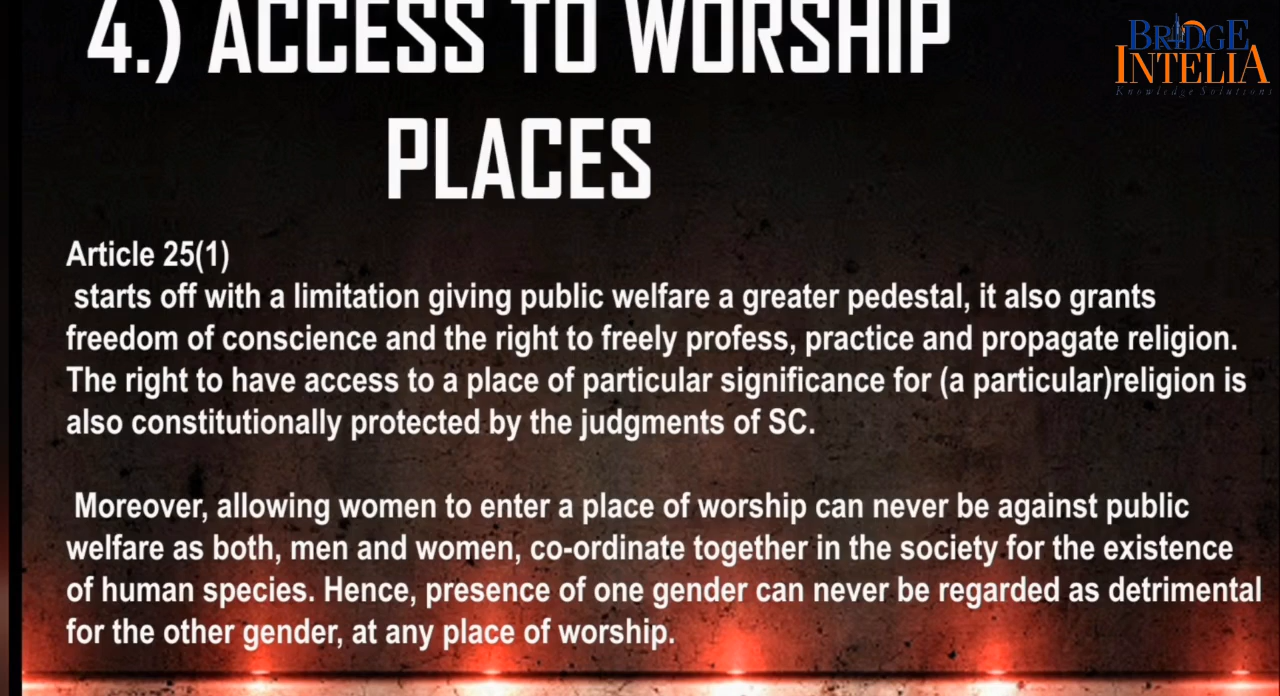 4.) ACCESS TO WORSHIP
PLACES
BRIDGE
INTELIA
Knowledge Solutions
Article 25(1)
starts off with a limitation giving public welfare a greater pedestal, it also grants
freedom of conscience and the right to freely profess, practice and propagate religion.
The right to have access to a place of particular significance for (a particular)religion is
also constitutionally protected by the judgments of SC.
Moreover, allowing women to enter a place of worship can never be against public
welfare as both, men and women, co-ordinate together in the society for the existence
of human species. Hence, presence of one gender can never be regarded as detrimental
for the other gender, at any place of worship.